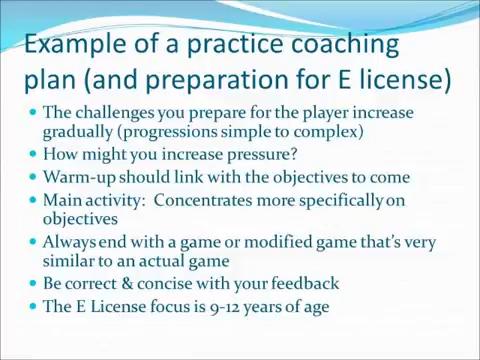 Example of a practice coaching
plan (and preparation for E license)
• The challenges you prepare for the player increase
gradually (progressions simple to complex)
• How might you increase pressure?
• Warm-up should link with the objectives to come
• Main activity: Concentrates more specifically on
objectives
• Always end with a game or modified game that's very
similar to an actual game
• Be correct & concise with your feedback
• The E License focus is 9-12 years of age